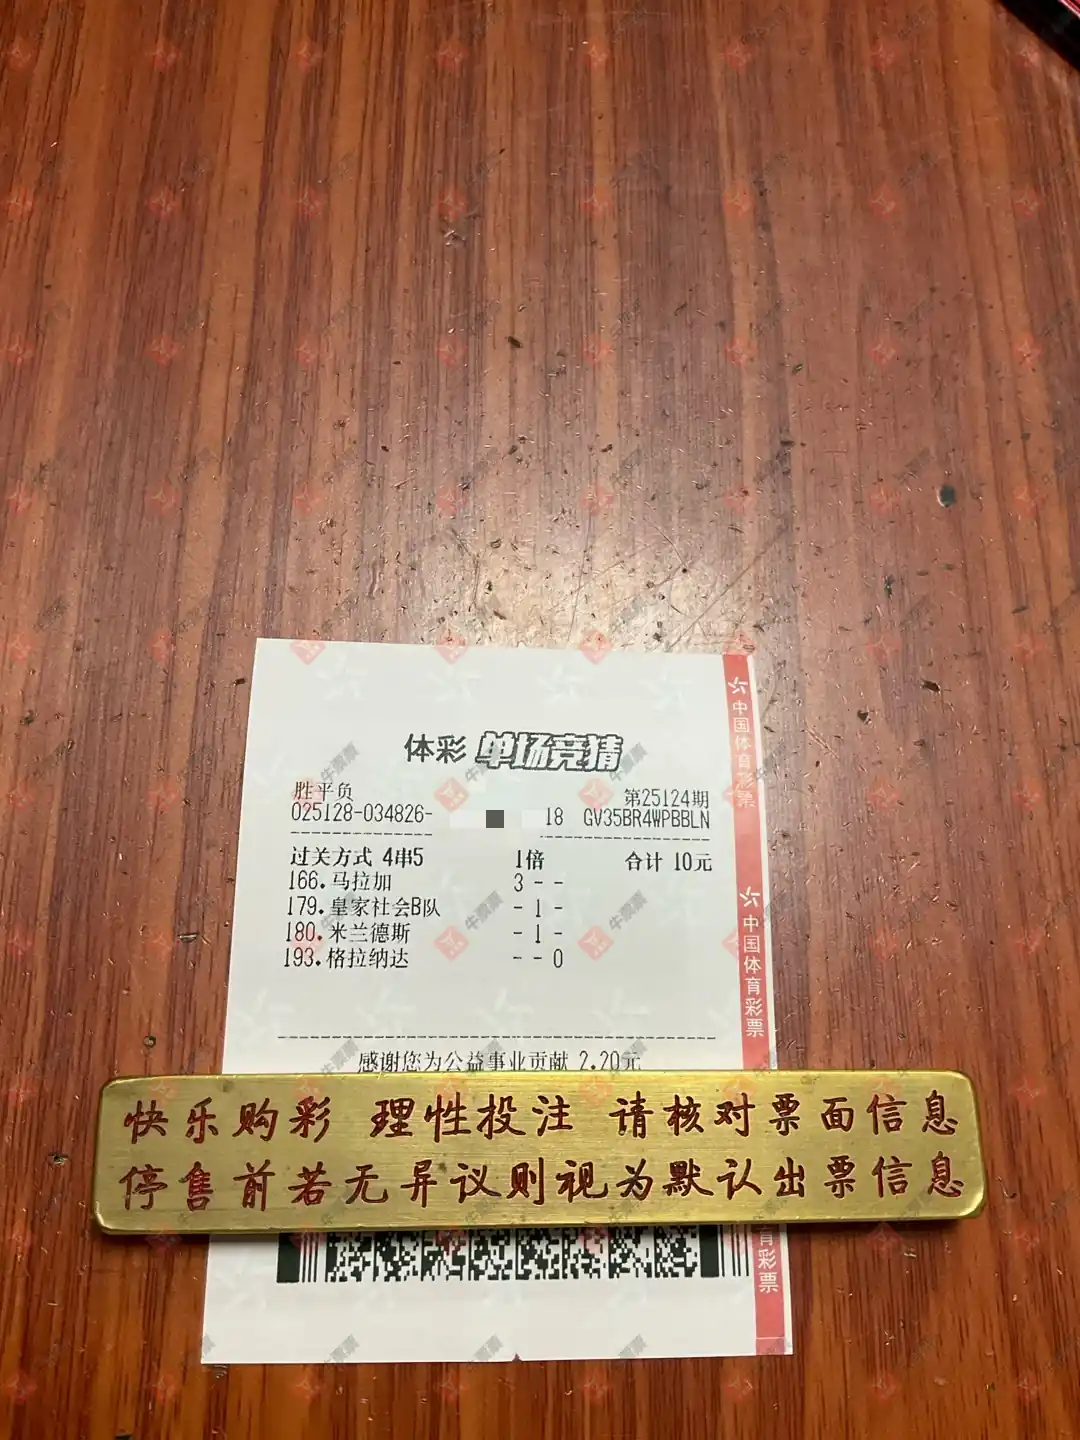 体彩 单场竞猜
胜平负 第25124期
025128-034826- 18 GV35BR4WPBBLN
过关方式 4串5 1倍 合计 10元
166.马拉加 3 - -
179.皇家社会B队 - 1 -
180.米兰德斯 - 1 -
193.格拉纳达 - - 0
感谢您为公益事业贡献 2.20元
快乐购彩 理性投注 请核对票面信息
停售前若无异议则视为默认出票信息
中国体育彩票
中国体育彩票
育彩票
牛票票